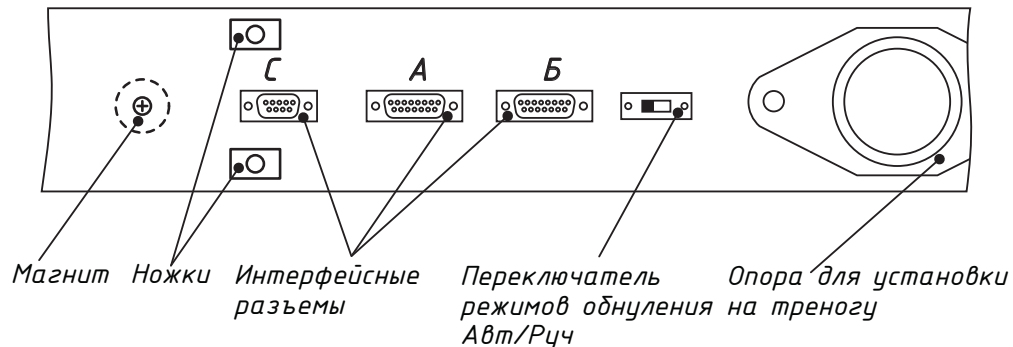 С А Б
Магнит Ножки Интерфейсные разъемы Переключатель режимов обнуления Авт/Руч Опора для установки на треногу